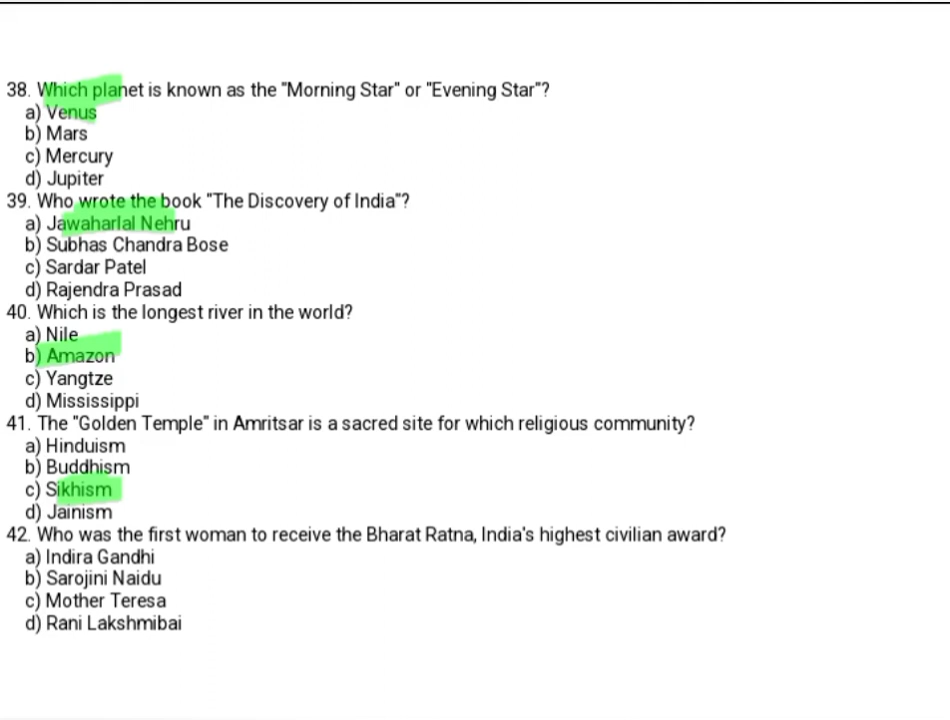 38. Which planet is known as the "Morning Star" or "Evening Star"?
a) Venus
b) Mars
c) Mercury
d) Jupiter
39. Who wrote the book "The Discovery of India"?
a) Jawaharlal Nehru
b) Subhas Chandra Bose
c) Sardar Patel
d) Rajendra Prasad
40. Which is the longest river in the world?
a) Nile
b) Amazon
c) Yangtze
d) Mississippi
41. The "Golden Temple" in Amritsar is a sacred site for which religious community?
a) Hinduism
b) Buddhism
c) Sikhism
d) Jainism
42. Who was the first woman to receive the Bharat Ratna, India's highest civilian award?
a) Indira Gandhi
b) Sarojini Naidu
c) Mother Teresa
d) Rani Lakshmibai